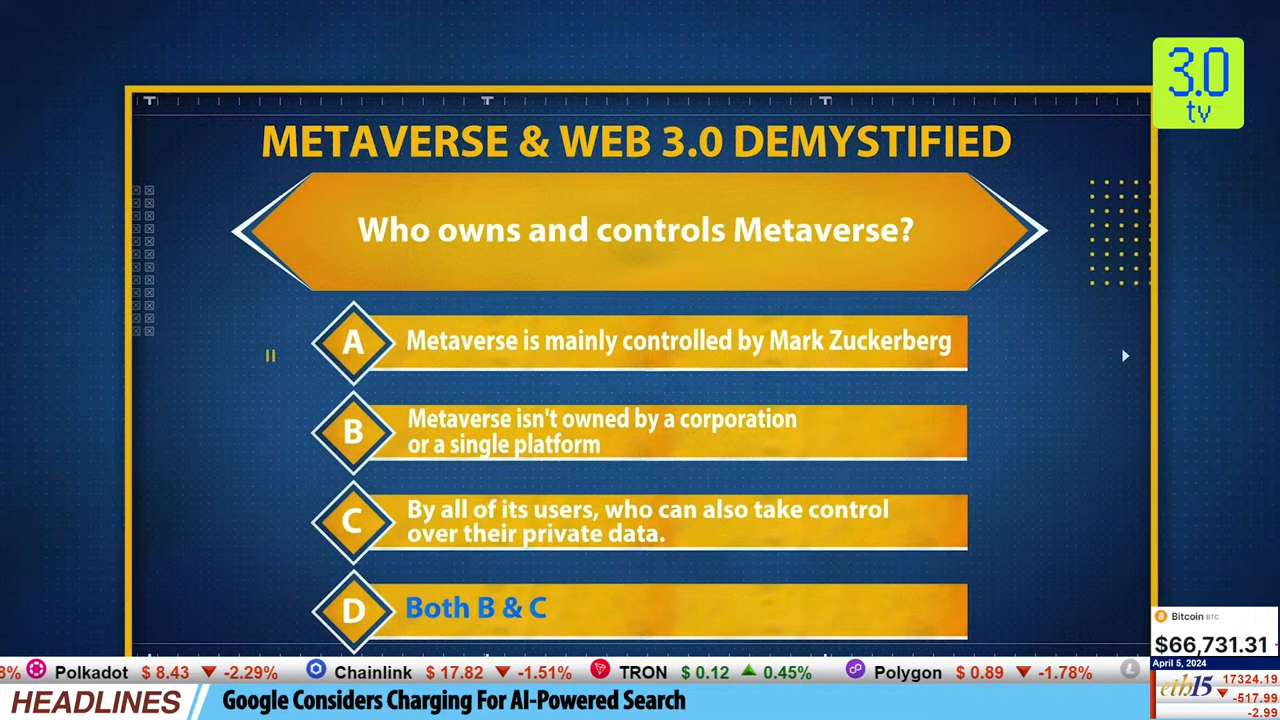 3.0
tv
METAVERSE & WEB 3.0 DEMYSTIFIED
Who owns and controls Metaverse?
A Metaverse is mainly controlled by Mark Zuckerberg
B Metaverse isn't owned by a corporation
or a single platform
C By all of its users, who can also take control
over their private data.
D Both B & C
Bitcoin BTC
$66,731.31
April 5, 2024
8% Polkadot $ 8.43 ▼ -2.29% Chainlink $ 17.82 ▼ -1.51% TRON $ 0.12 ▲ 0.45% Polygon $ 0.89 ▼ -1.78%
eth15 17324.19
▼ -517.99
-2.99
HEADLINES Google Considers Charging For AI-Powered Search